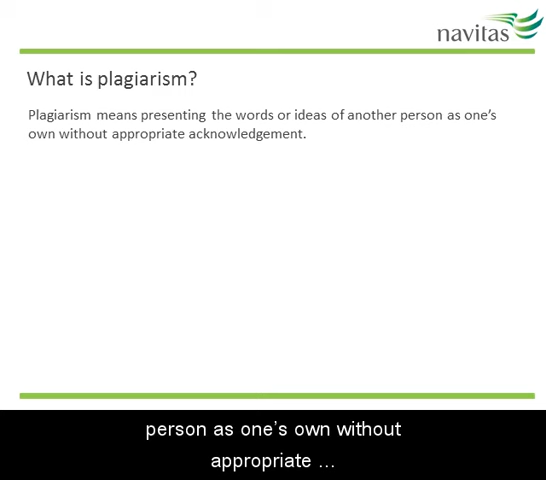 navitas
What is plagiarism?
Plagiarism means presenting the words or ideas of another person as one’s
own without appropriate acknowledgement.
person as one’s own without
appropriate ...